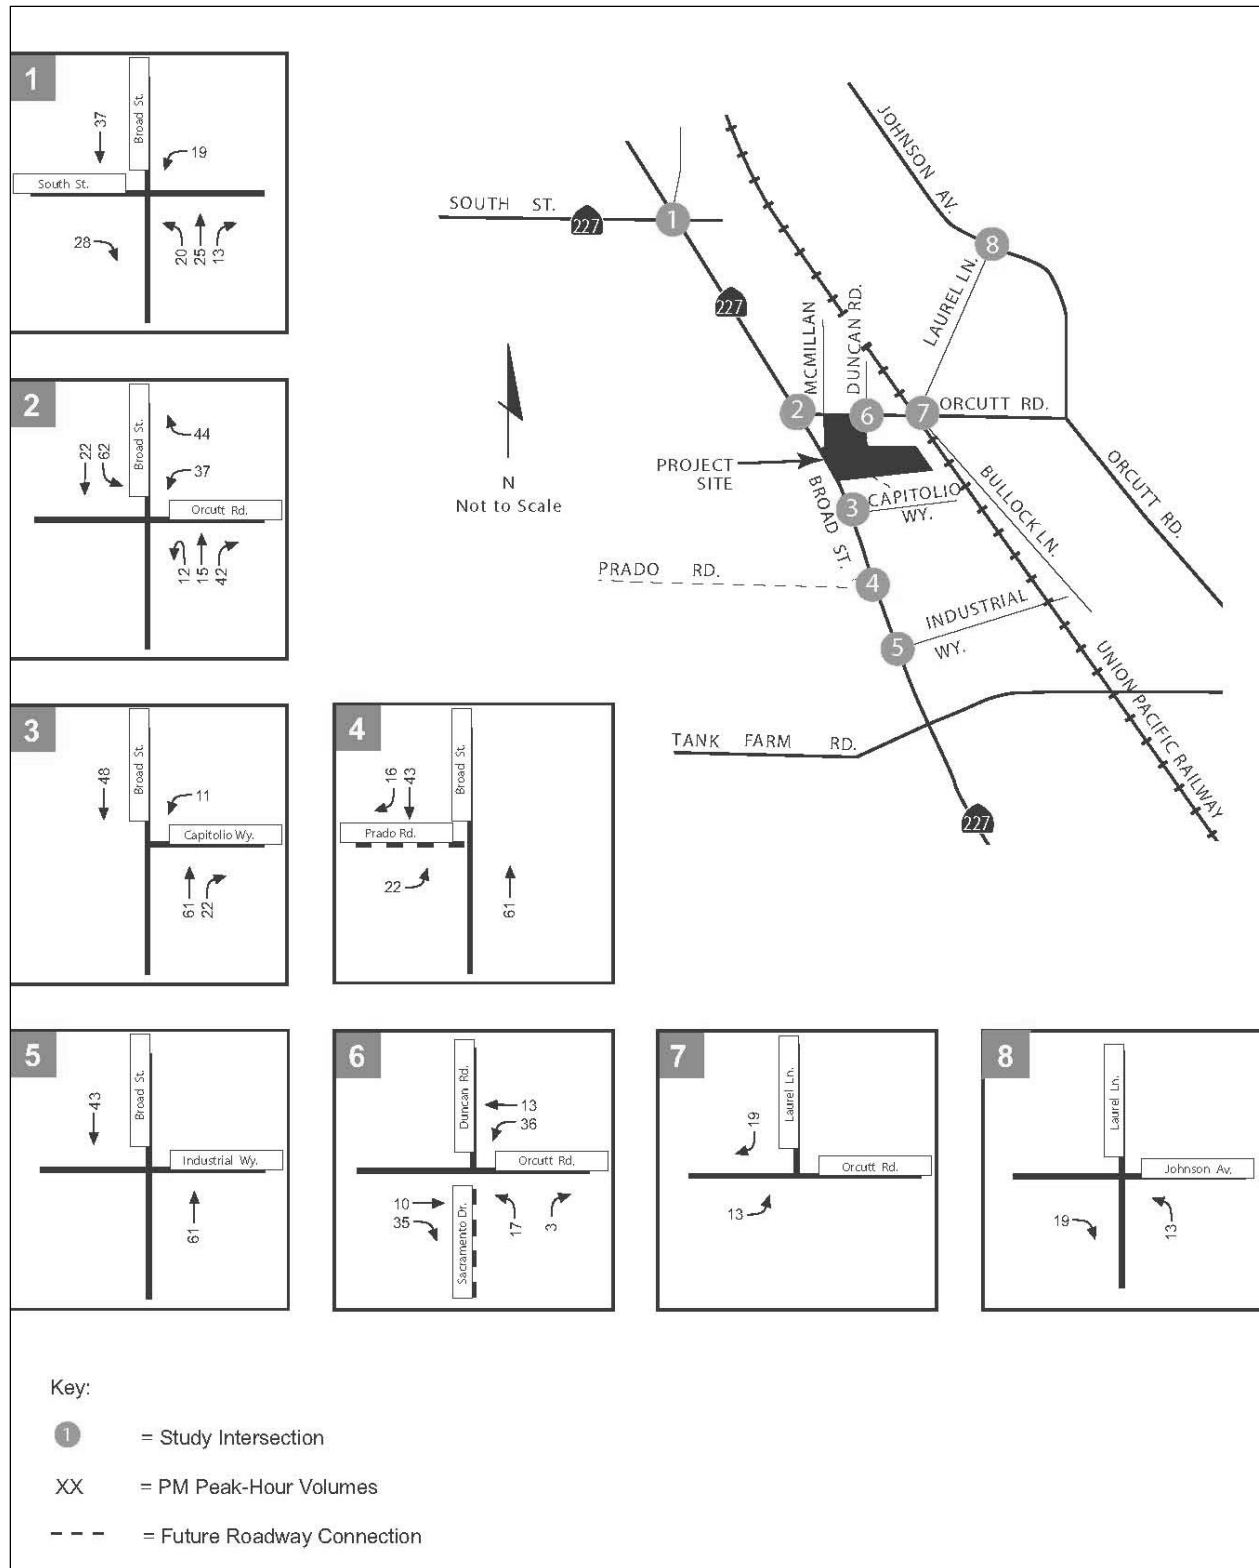 1
Broad St.
37
19
South St.
28
20
25
13
2
Broad St.
22
62
44
37
Orcutt Rd.
12
15
42
3
Broad St.
48
11
Capitolio Wy.
61
22
4
Broad St.
16
43
Prado Rd.
22
61
5
Broad St.
43
Industrial Wy.
61
6
Duncan Rd.
13
36
Orcutt Rd.
10
35
Sacramento Dr.
17
3
7
Laurel Ln.
19
Orcutt Rd.
13
8
Laurel Ln.
Johnson Av.
19
13
JOHNSON AV.
SOUTH ST.
227
1
8
LAUREL LN.
227
MCMILLAN
DUNCAN RD.
2
6
7
ORCUTT RD.
N
Not to Scale
PROJECT
SITE
BROAD ST.
3
CAPITOLIO
WY.
BULLOCK LN.
ORCUTT RD.
PRADO RD.
4
5
INDUSTRIAL
WY.
UNION PACIFIC RAILWAY
TANK FARM RD.
227
Key:
1 = Study Intersection
XX = PM Peak-Hour Volumes
= Future Roadway Connection